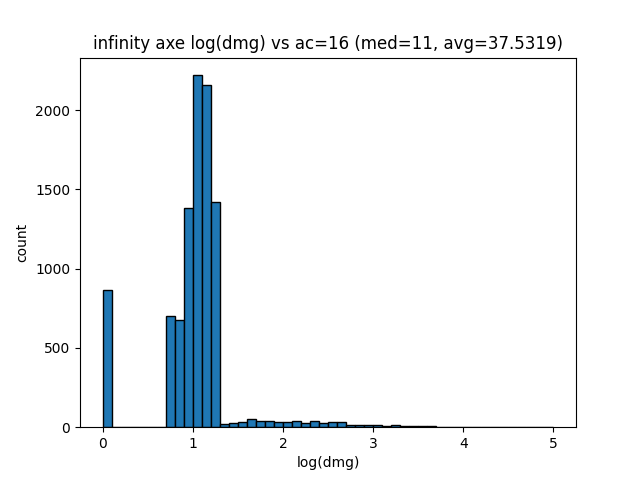 infinity axe log(dmg) vs ac=16 (med=11, avg=37.5319)
2000
1500
1000
500
0
count
0 1 2 3 4 5
log(dmg)